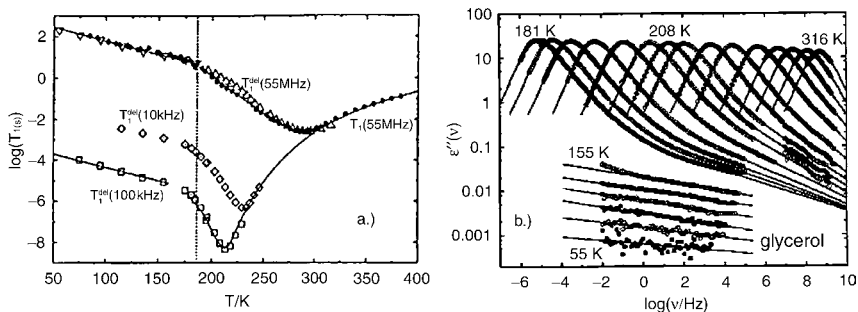 2
0
-2
-4
-6
-8
log(T₁(s))
50 100 150 200 250 300 350 400
T/K
T₁ᵈᵉˡ(55MHz)
T₁ᵈᵉˡ(10kHz)
T₁(55MHz)
T₁ᵈᵉˡ(100kHz)
a.)
100
10
1
0.1
0.01
0.001
ε″(ν)
181 K
208 K
316 K
155 K
b.)
glycerol
55 K
-6 -4 -2 0 2 4 6 8 10
log(ν/Hz)